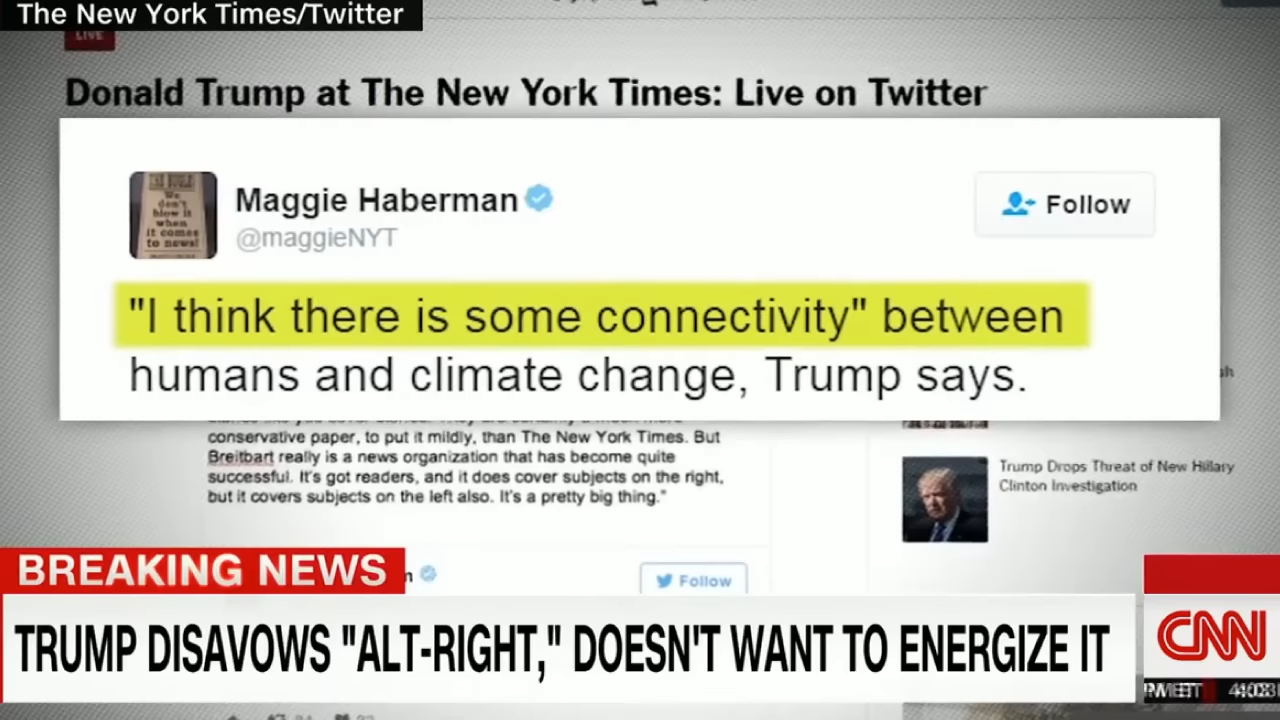 The New York Times/Twitter
LIVE
Donald Trump at The New York Times: Live on Twitter
Maggie Haberman
@maggieNYT
Follow
"I think there is some connectivity" between
humans and climate change, Trump says.
conservative paper, to put it mildly, than The New York Times. But
Breitbart really is a news organization that has become quite
successful. It's got readers, and it does cover subjects on the right,
but it covers subjects on the left also. It's a pretty big thing."
Trump Drops Threat of New Hillary
Clinton Investigation
Follow
BREAKING NEWS
TRUMP DISAVOWS "ALT-RIGHT," DOESN'T WANT TO ENERGIZE IT
CNN